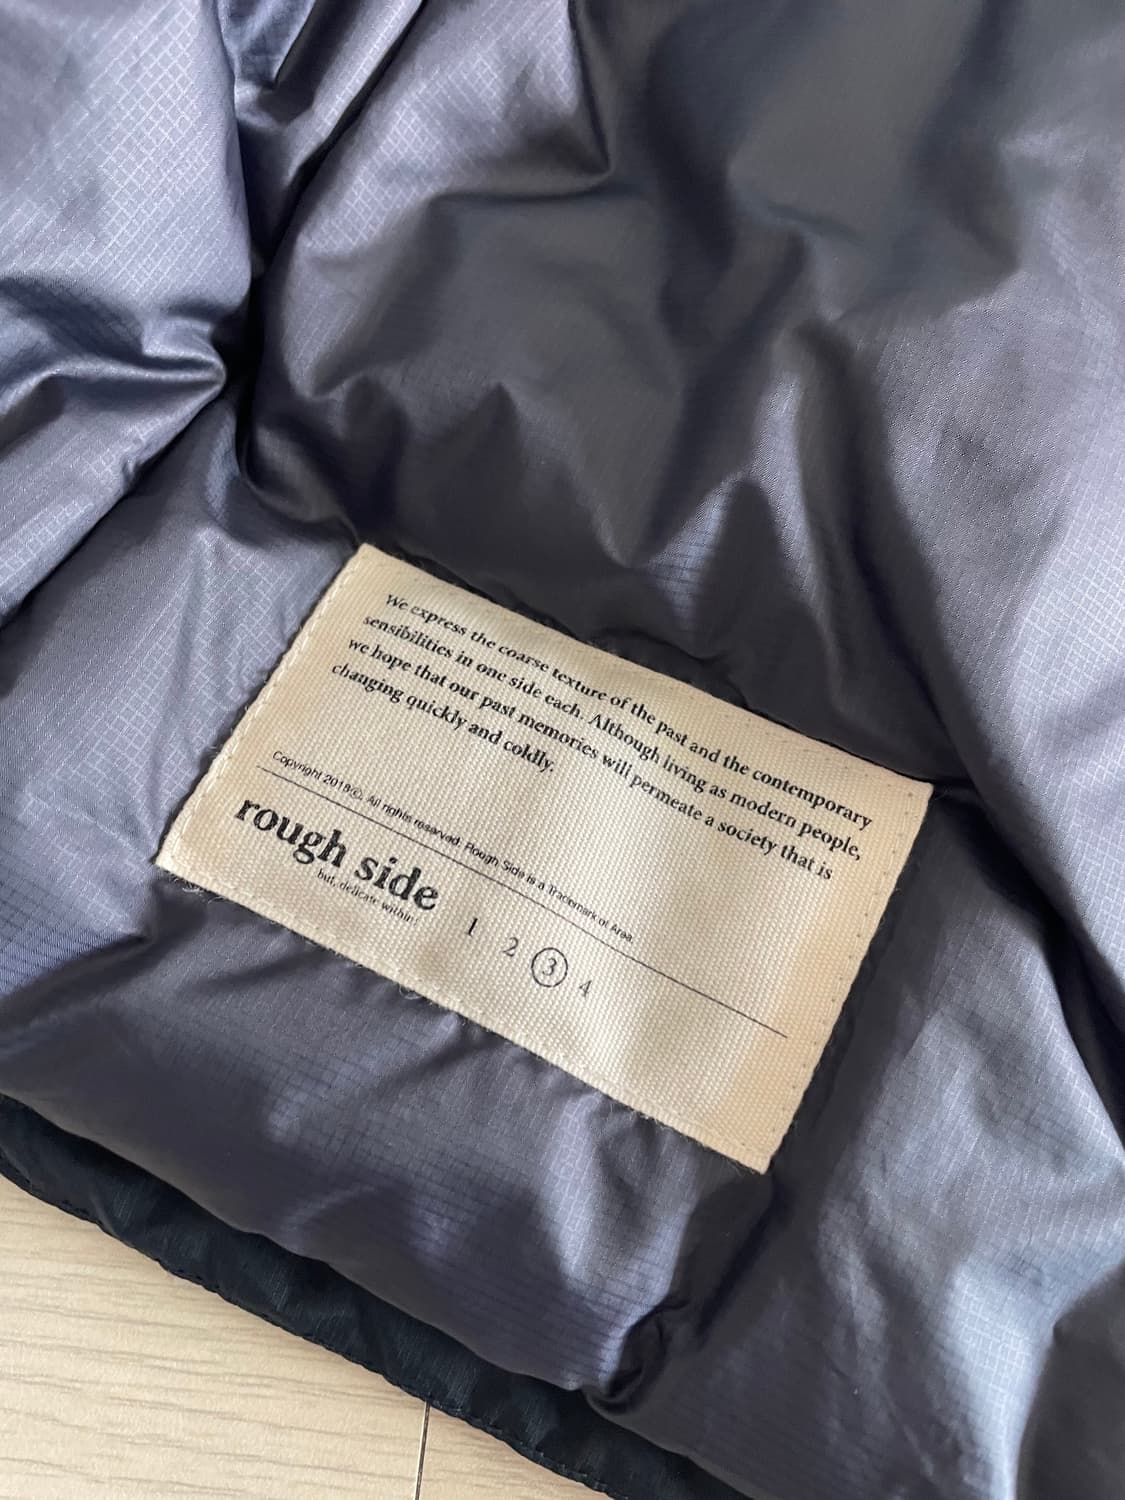 We express the coarse texture of the past and the contemporary
sensibilities in one side each. Although living as modern people,
we hope that our past memories will permeate a society that is
changing quickly and coldly.
Copyright 2018©. All rights reserved. Rough Side is a Trademark of Area.
rough side
but, delicate within!
1 2 3 4